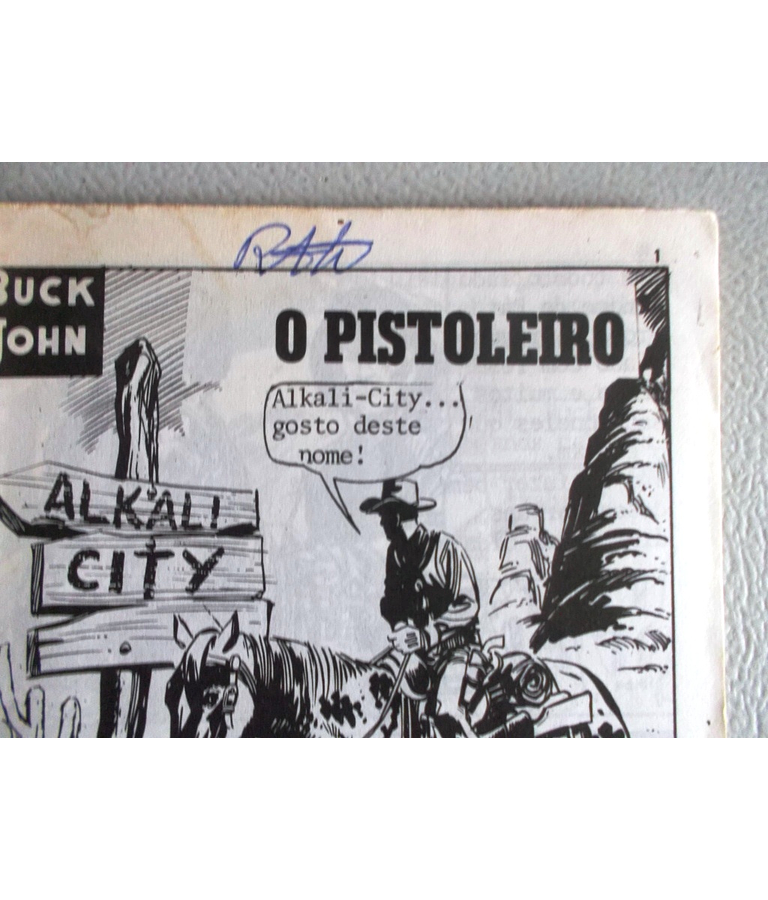 1
BUCK
JOHN
O PISTOLEIRO
Alkali-City...
gosto deste
nome!
ALKALI
CITY